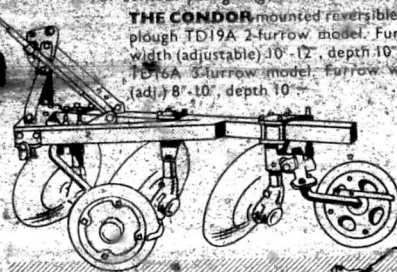 THE CONDOR mounted reversible
plough TD19A 2-furrow model. Fur
width (adjustable) 10"-12", depth 10"
TD16A 3-furrow model. Furrow w
(adj.) 8"-10", depth 10"